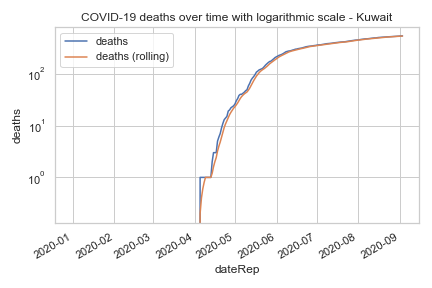 COVID-19 deaths over time with logarithmic scale - Kuwait
deaths
deaths (rolling)
10²
10¹
10⁰
deaths
2020-01
2020-02
2020-03
2020-04
2020-05
2020-06
2020-07
2020-08
2020-09
dateRep